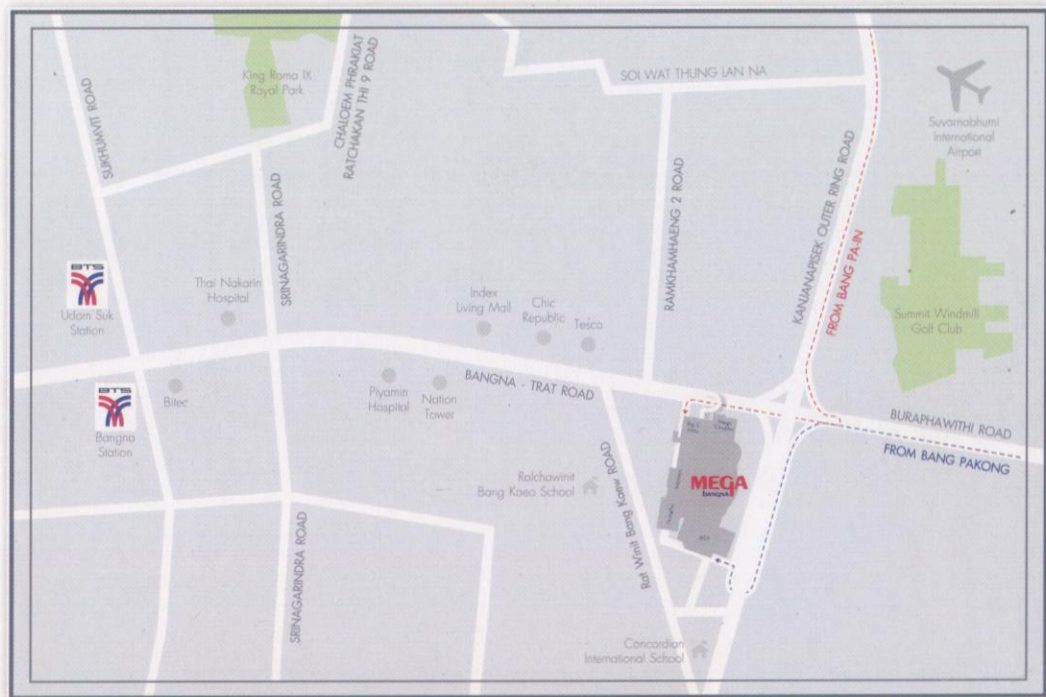 King Rama IX
Royal Park
CHALOEM PHRAKIAT
RATCHAKAN THI 9 ROAD
SOI WAT THUNG LAN NA
Suvarnabhumi
International
Airport
SUKHUMVIT ROAD
SRINAGARINDRA ROAD
RAMKHAMHAENG 2 ROAD
KANJANAPISEK OUTER RING ROAD
FROM BANG PA-IN
BTS
Udom Suk
Station
Thai Nakarin
Hospital
Index
Living Mall
Chic
Republic
Tesco
Summit Windmill
Golf Club
BTS
Bangna
Station
Bitec
Piyamin
Hospital
Nation
Tower
BANGNA - TRAT ROAD
BURAPHAWITHI ROAD
FROM BANG PAKONG
Ratchawinit
Bang Kaeo School
Rat Winit Bang Kaew ROAD
MEGA
bangna
IKEA
SRINAGARINDRA ROAD
Concordian
International School